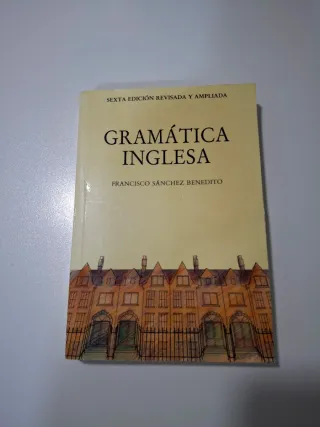 SEXTA EDICIÓN REVISADA Y AMPLIADA
GRAMÁTICA
INGLESA
FRANCISCO SÁNCHEZ BENEDITO